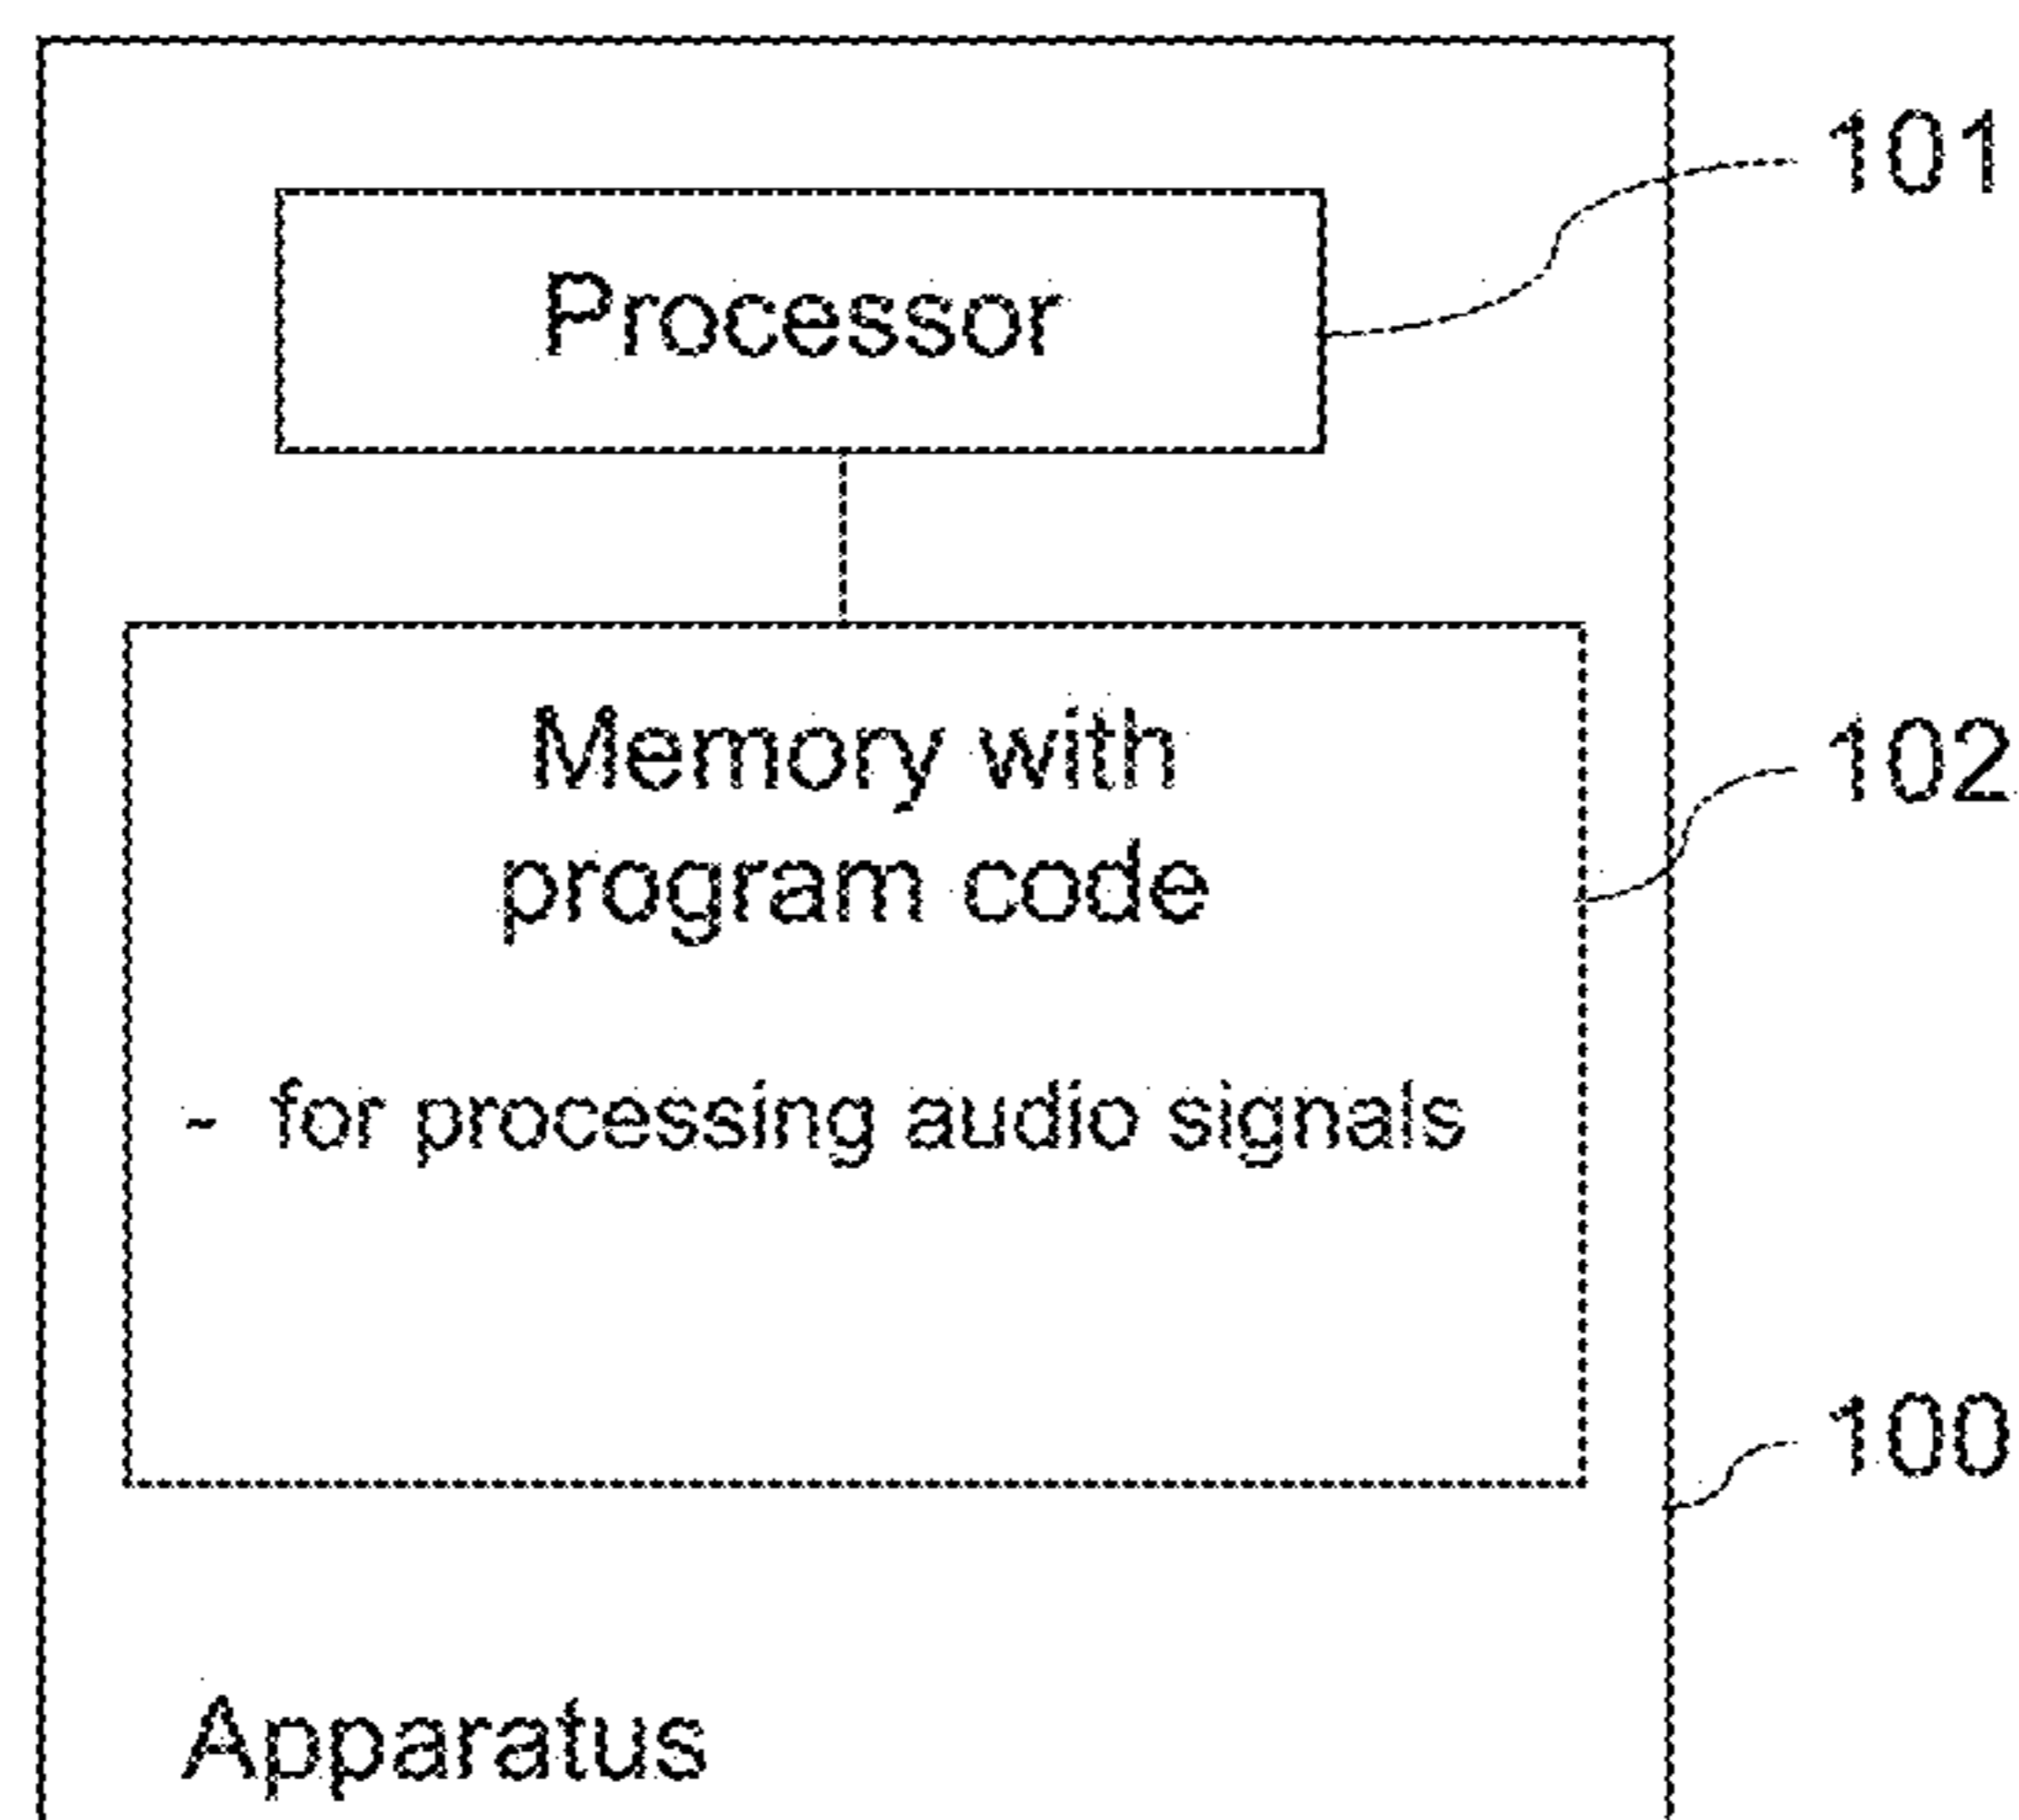 101
Processor
Memory with
102
program code
- for processing audio signals
100
Apparatus